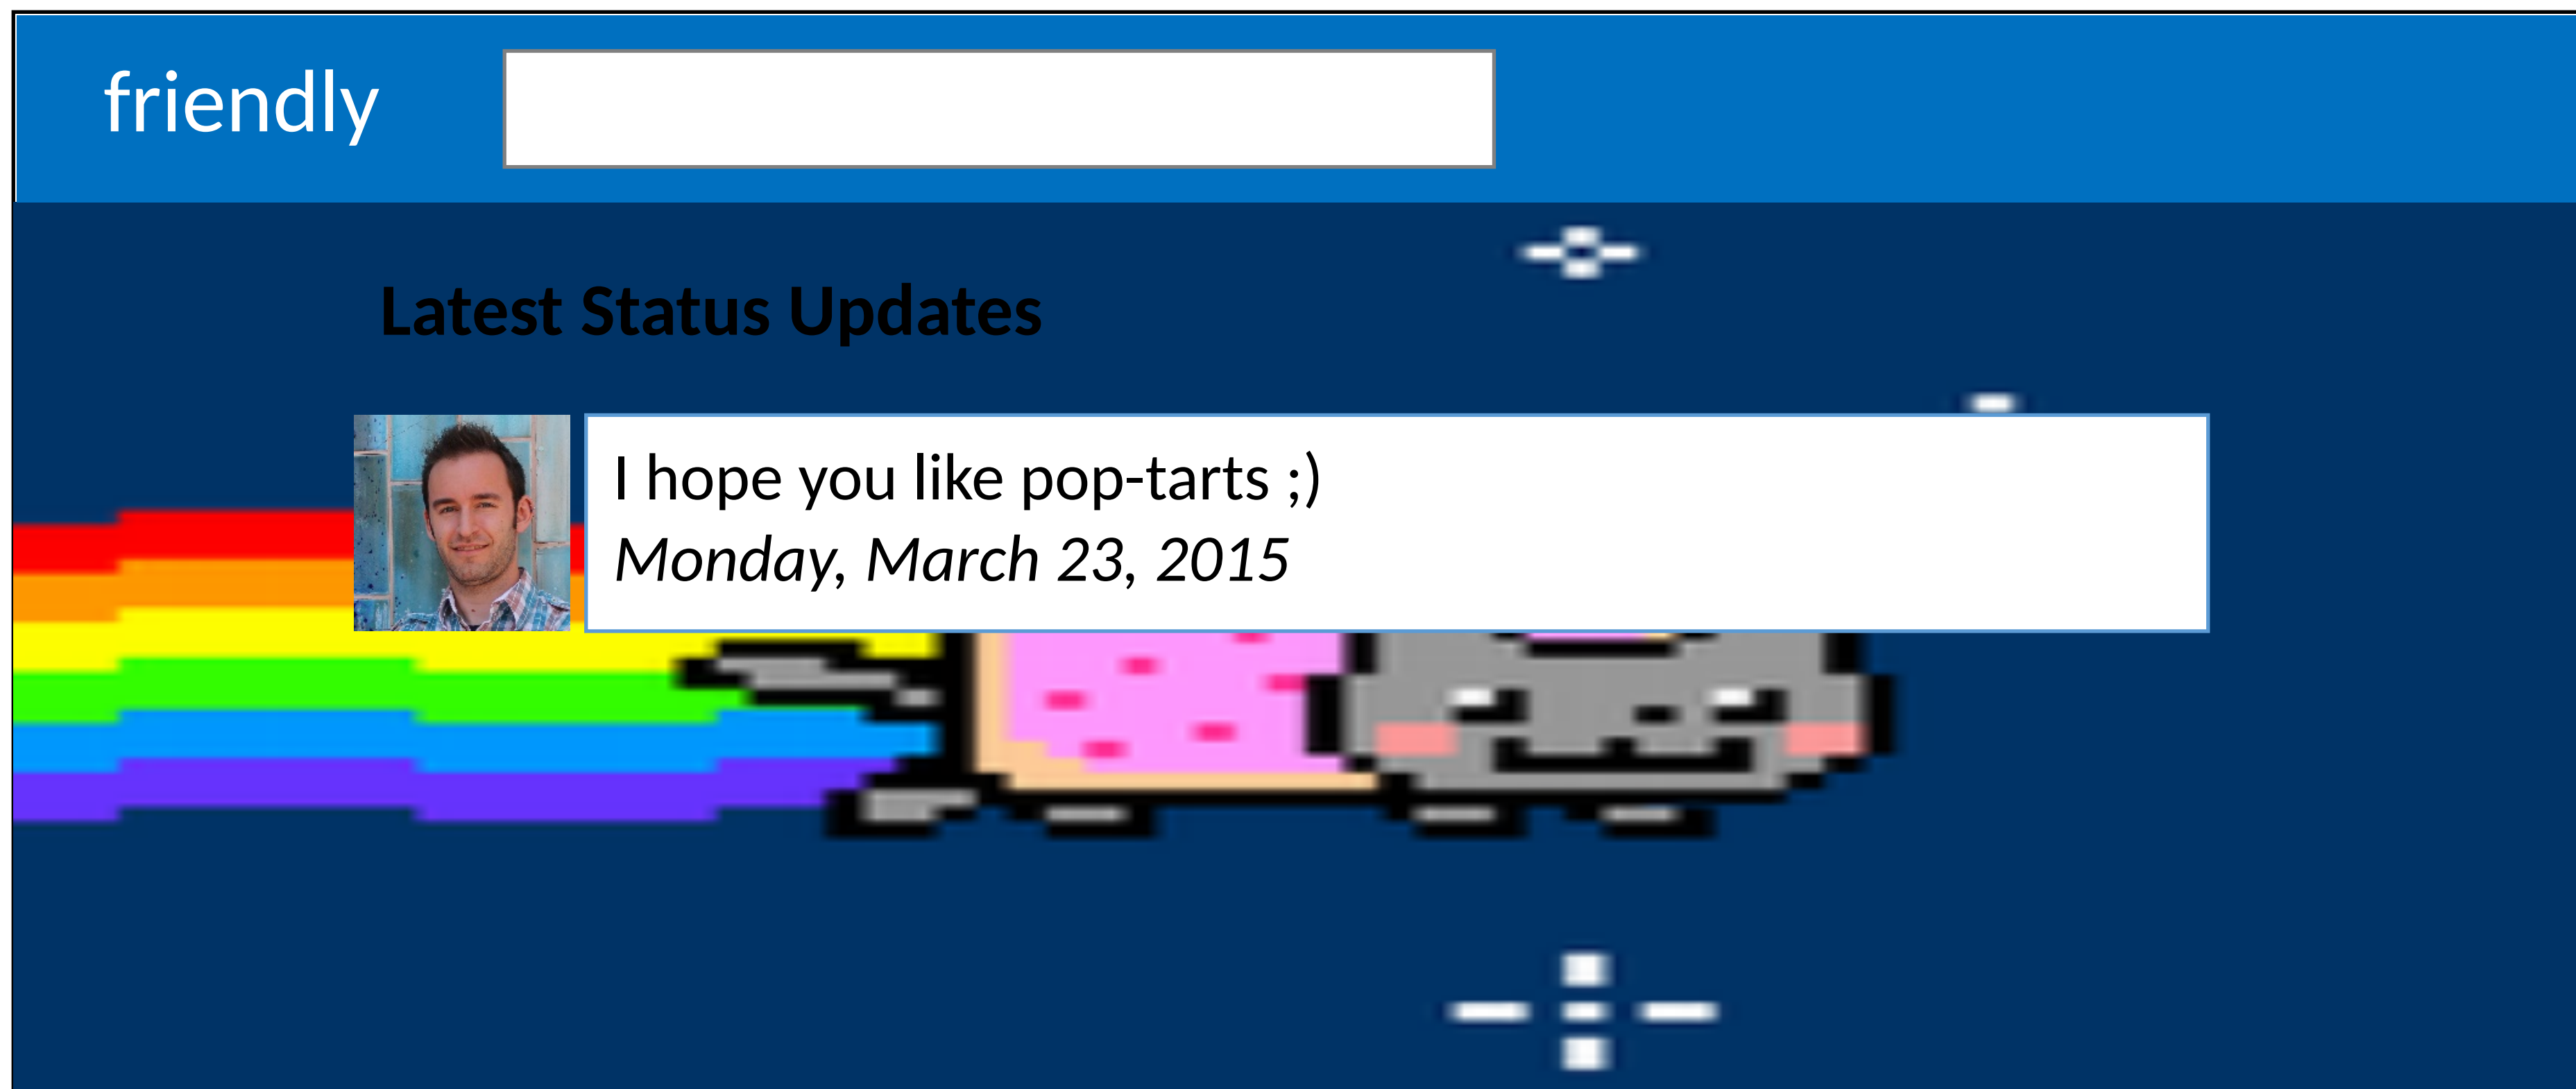 friendly
Latest Status Updates
I hope you like pop-tarts ;)
Monday, March 23, 2015